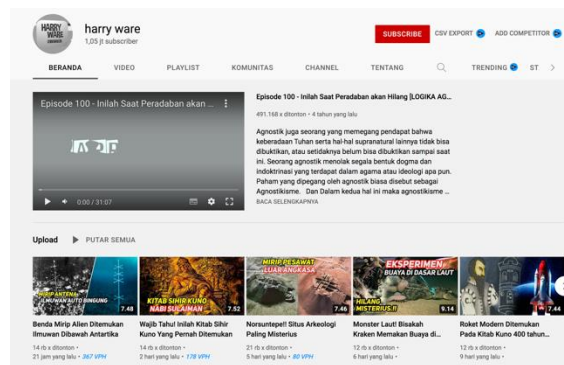 HARRY
WARE
harry ware
1,05 jt subscriber
SUBSCRIBE
CSV EXPORT
ADD COMPETITOR
BERANDA
VIDEO
PLAYLIST
KOMUNITAS
CHANNEL
TENTANG
TRENDING
ST
Episode 100 - Inilah Saat Peradaban akan ...
0:00 / 31:07
Episode 100 - Inilah Saat Peradaban akan Hilang [LOGIKA AG...
491.168 x ditonton • 4 tahun yang lalu
Agnostik juga seorang yang memegang pendapat bahwa
keberadaan Tuhan serta hal-hal supranatural lainnya tidak bisa
dibuktikan, atau setidaknya belum bisa dibuktikan sampai saat
ini. Seorang agnostik menolak segala bentuk dogma dan
indoktrinasi yang terdapat dalam agama atau ideologi apa pun.
Paham yang dipegang oleh agnostik biasa disebut sebagai
Agnostikisme. Dan Dalam kedua hal ini maka agnostikisme ...
BACA SELENGKAPNYA
Upload
PUTAR SEMUA
MIRIP ANTENA
ILMUWAN AUTO BINGUNG
7.48
KITAB SIHIR KUNO
NABI SULAIMAN
7.52
MIRIP PESAWAT
LUAR ANGKASA
7.46
EKSPERIMEN
BUAYA DI DASAR LAUT
HILANG
MISTERIUS !!
9.14
7.44
Benda Mirip Alien Ditemukan
Ilmuwan Dibawah Antartika
14 rb x ditonton •
21 jam yang lalu • 367 VPH
Wajib Tahu! Inilah Kitab Sihir
Kuno Yang Pernah Ditemukan
14 rb x ditonton •
2 hari yang lalu • 178 VPH
Norsuntepe!! Situs Arkeologi
Paling Misterius
21 rb x ditonton •
5 hari yang lalu • 80 VPH
Monster Laut! Bisakah
Kraken Memakan Buaya di...
12 rb x ditonton •
6 hari yang lalu •
Roket Modern Ditemukan
Pada Kitab Kuno 400 tahun...
12 rb x ditonton •
9 hari yang lalu •